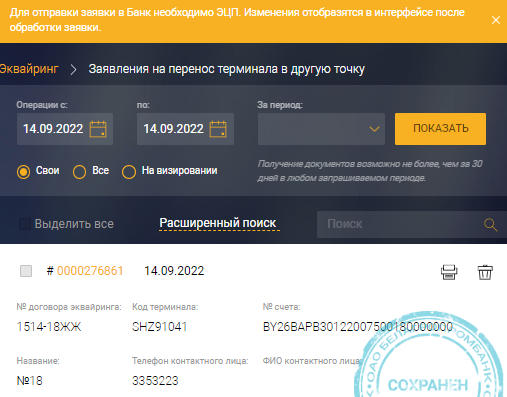 Для отправки заявки в Банк необходимо ЭЦП. Изменения отобразятся в интерфейсе после
обработки заявки.
Эквайринг > Заявления на перенос терминала в другую точку
Операции с: по: За период:
14.09.2022 14.09.2022 ПОКАЗАТЬ
Свои Все На визировании
Получение документов возможно не более, чем за 30
дней в любом запрашиваемом периоде.
Выделить все Расширенный поиск Поиск
# 0000276861 14.09.2022
№ договора эквайринга: Код терминала: № счета:
1514-18ЖЖ SHZ91041 BY26BAPB30122007500180000000
Название: Телефон контактного лица: ФИО контактного лица:
№18 3353223
СОХРАНЕН